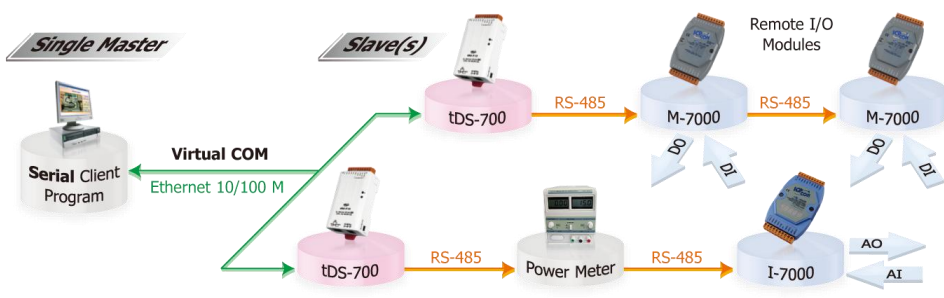 Single Master
Slave(s)
Remote I/O
Modules
tDS-700
RS-485
M-7000
RS-485
M-7000
Virtual COM
Ethernet 10/100 M
Serial Client
Program
DO
DI
DO
DI
tDS-700
RS-485
Power Meter
RS-485
I-7000
AO
AI